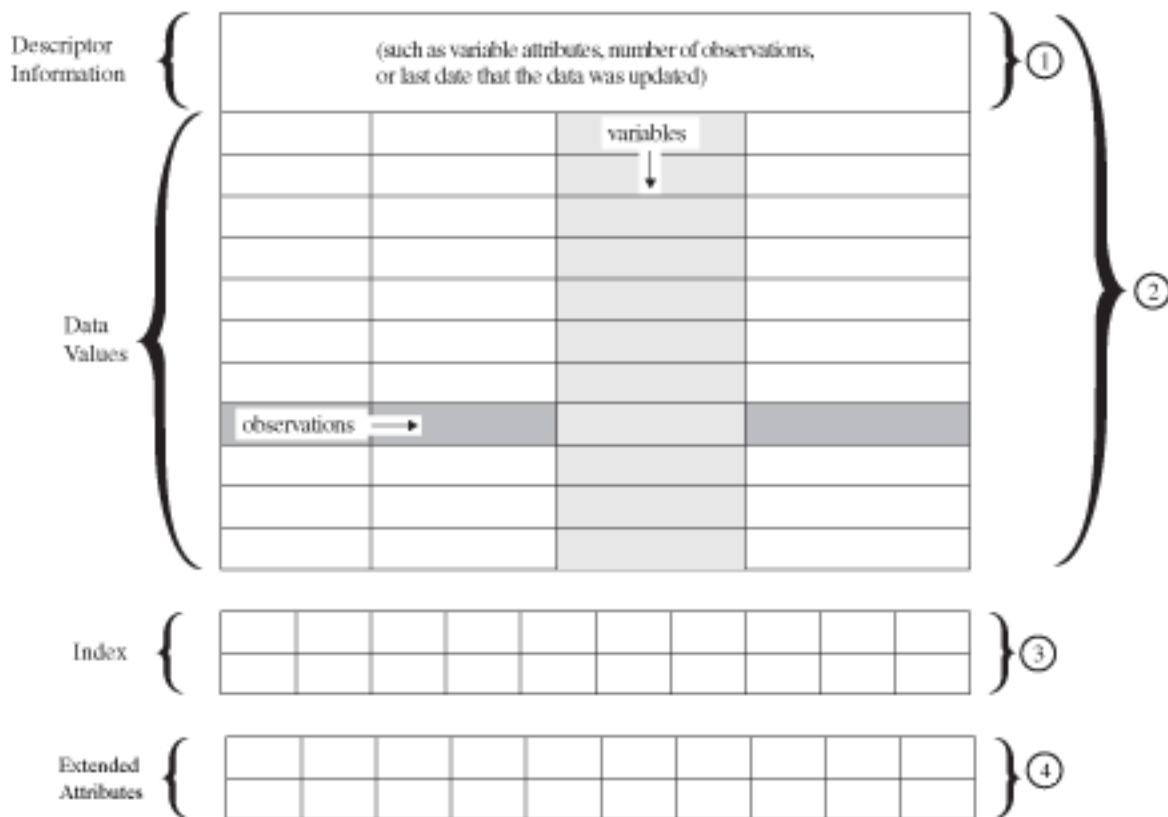 Descriptor
Information
(such as variable attributes, number of observations,
or last date that the data was updated)
1
variables
2
Data
Values
observations
Index
3
Extended
Attributes
4